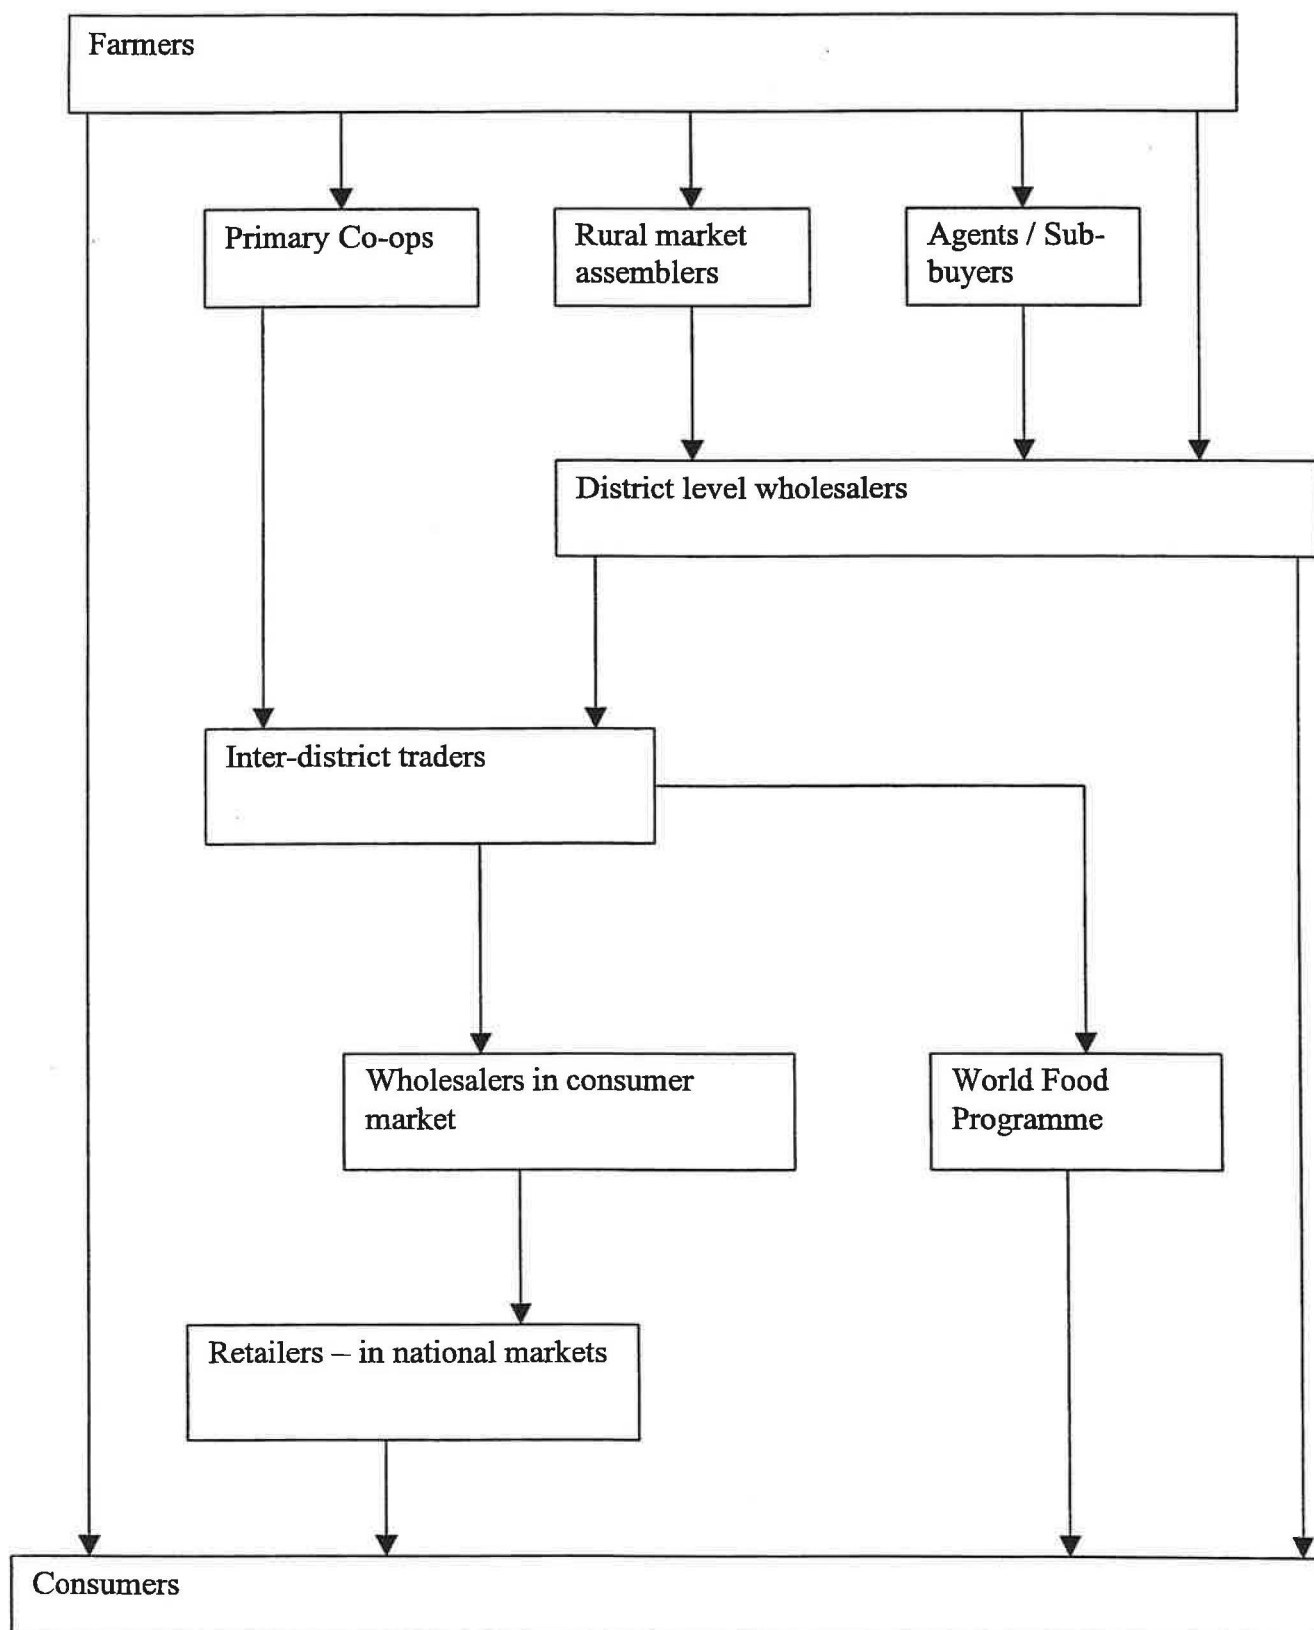 Farmers
Primary Co-ops
Rural market
assemblers
Agents / Sub-
buyers
District level wholesalers
Inter-district traders
Wholesalers in consumer
market
World Food
Programme
Retailers – in national markets
Consumers